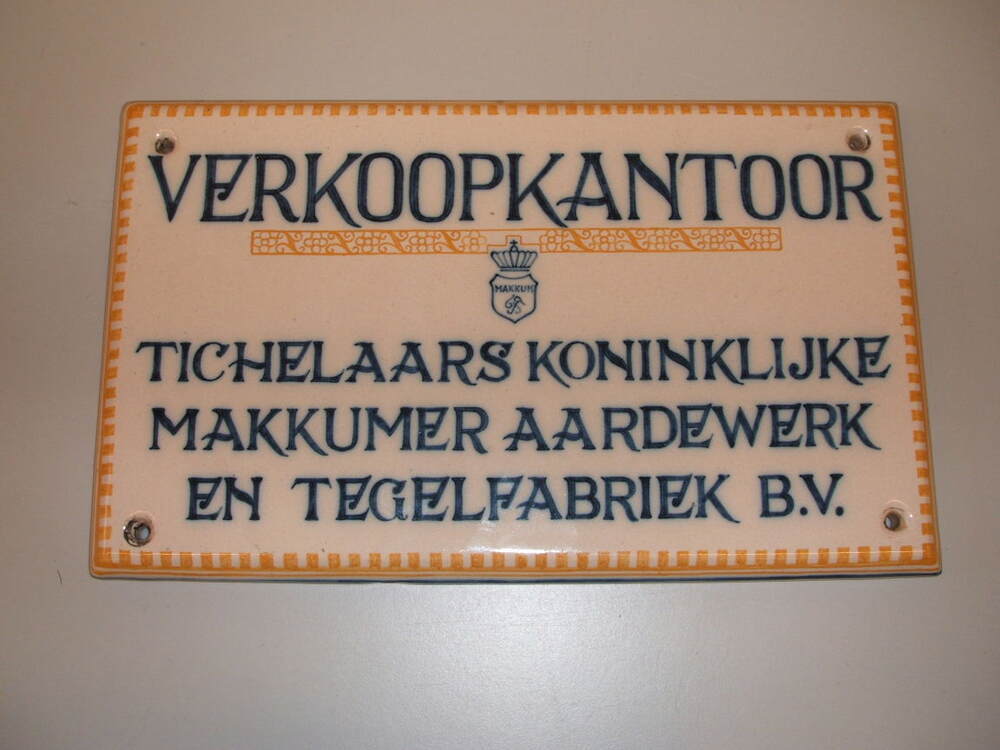 VERKOOPKANTOOR
MAKKUM
TICHELAARS KONINKLIJKE
MAKKUMER AARDEWERK
EN TEGELFABRIEK B.V.